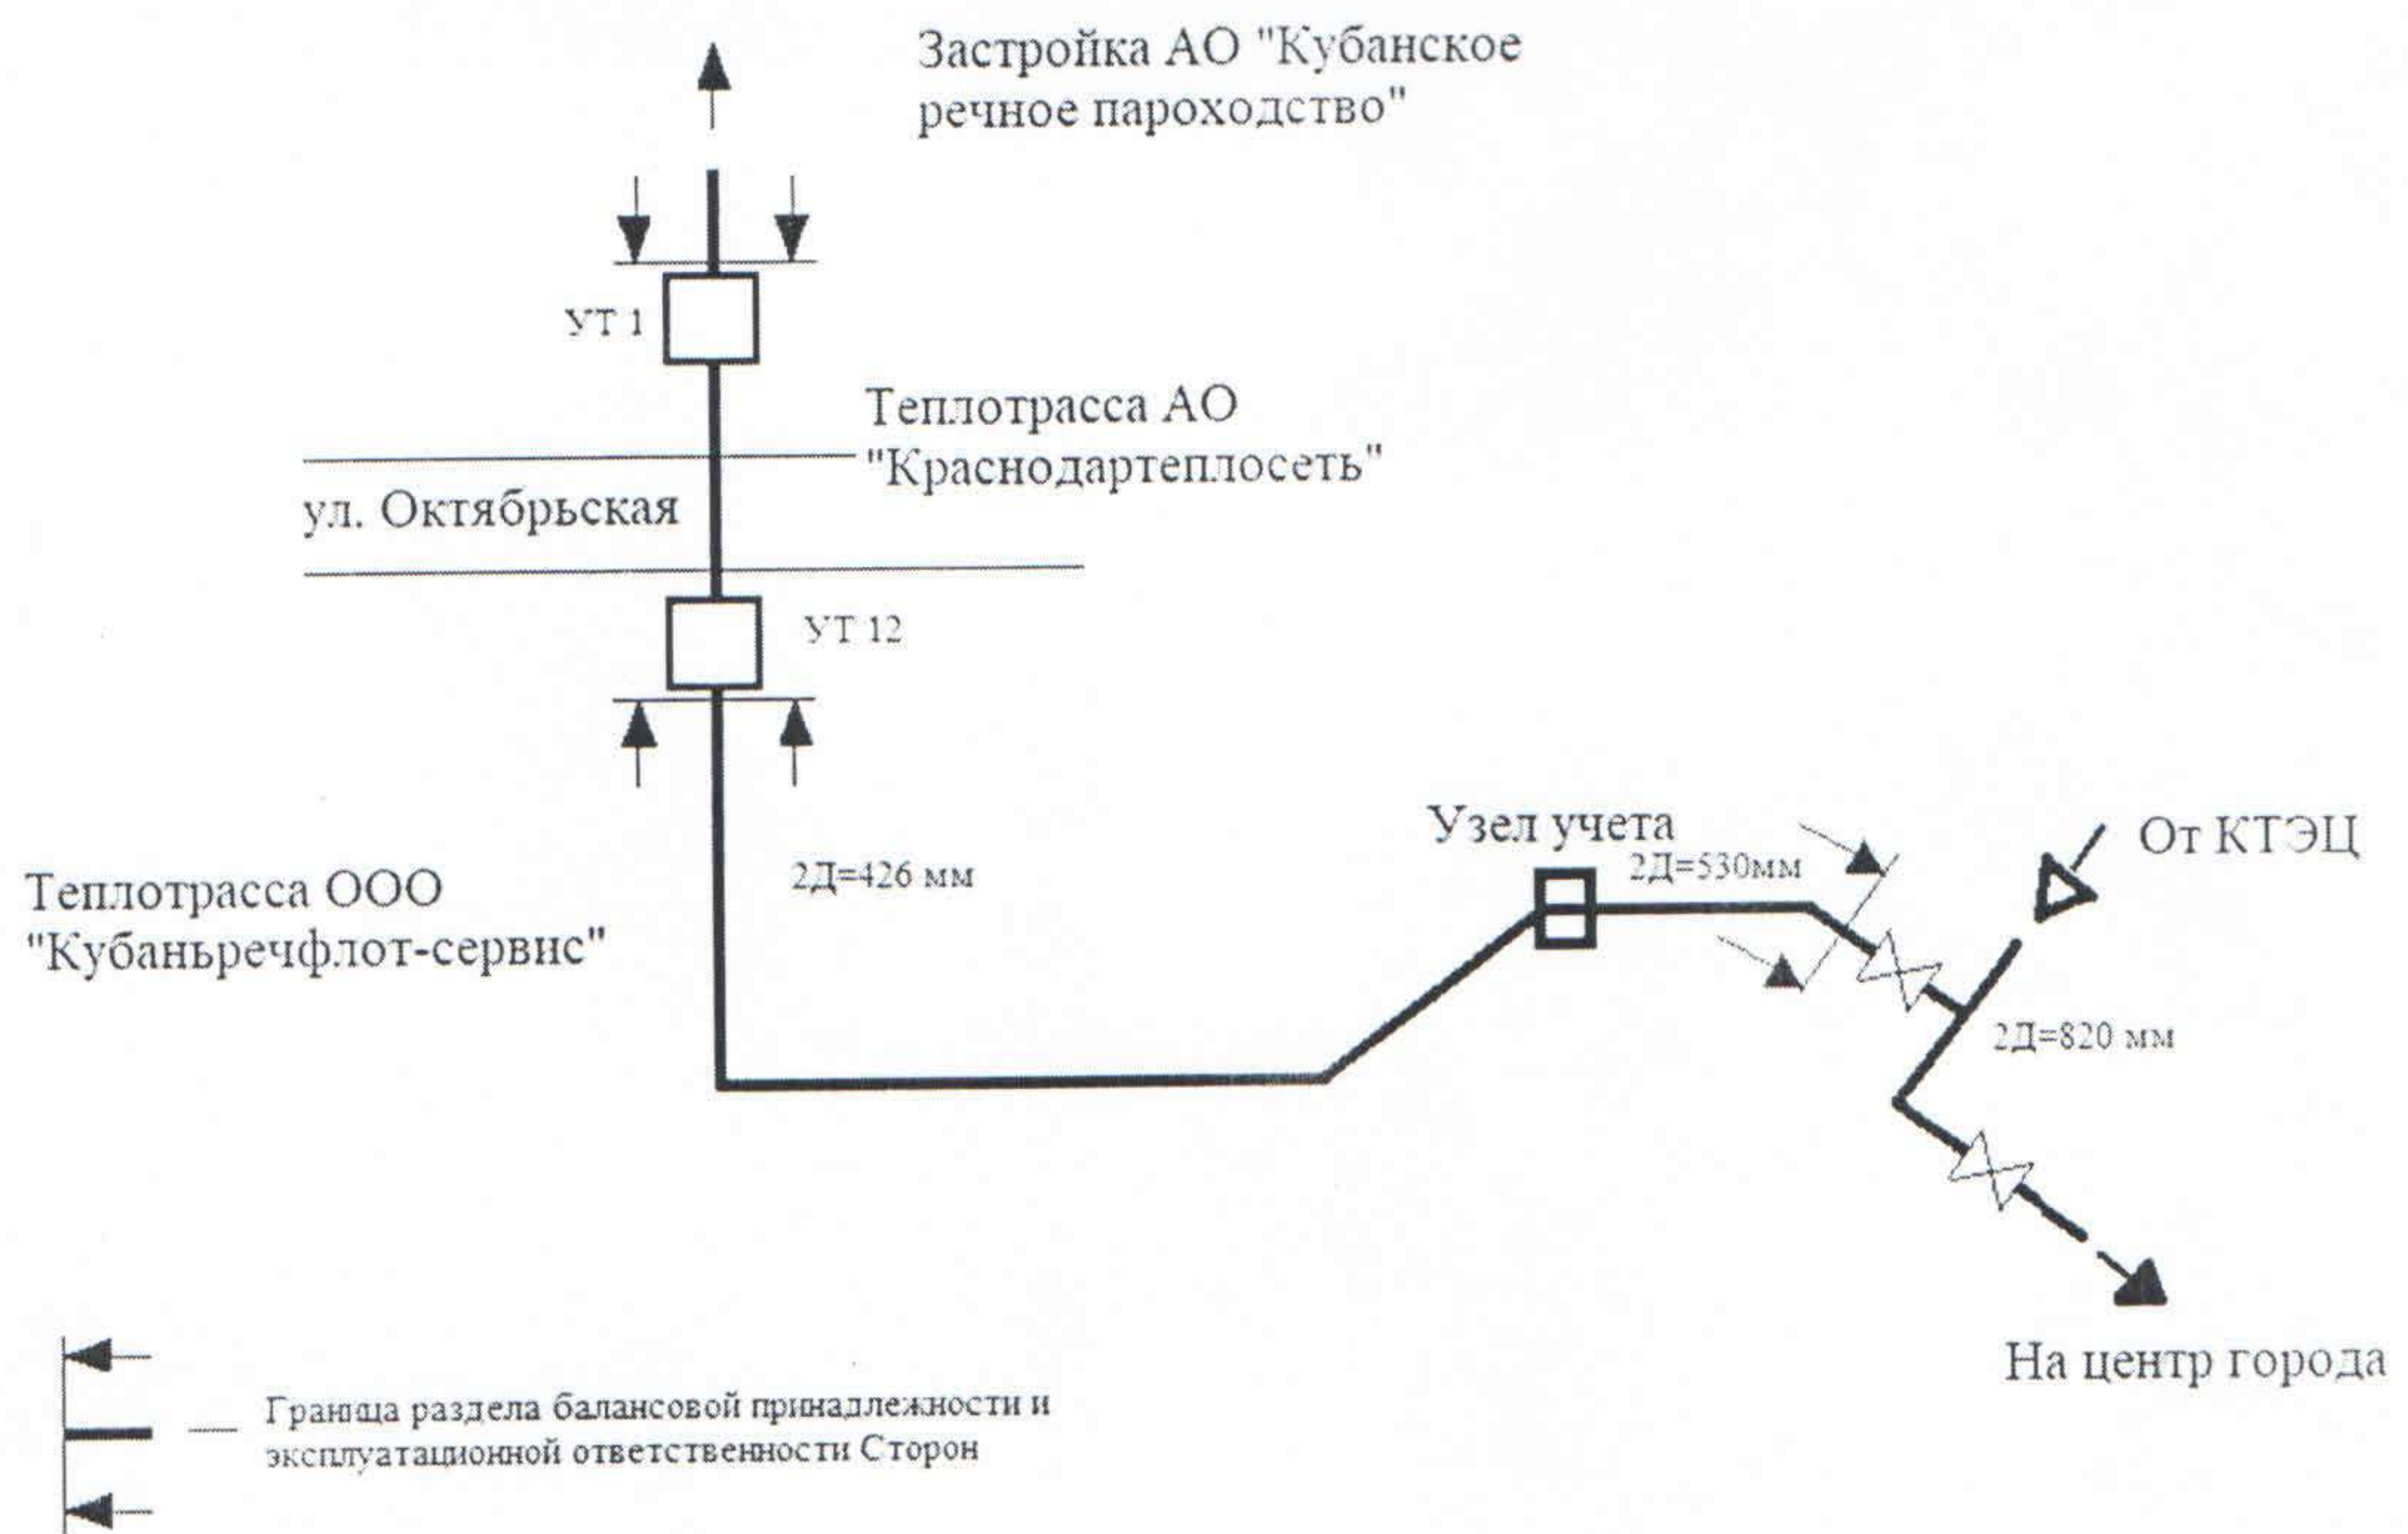 Застройка АО "Кубанское
речное пароходство"
УТ 1
Теплотрасса АО
"Краснодартеплосеть"
ул. Октябрьская
УТ 12
Узел учета
От КТЭЦ
2Д=530мм
2Д=426 мм
Теплотрасса ООО
"Кубаньречфлот-сервис"
2Д=820 мм
На центр города
Граница раздела балансовой принадлежности и
эксплуатационной ответственности Сторон